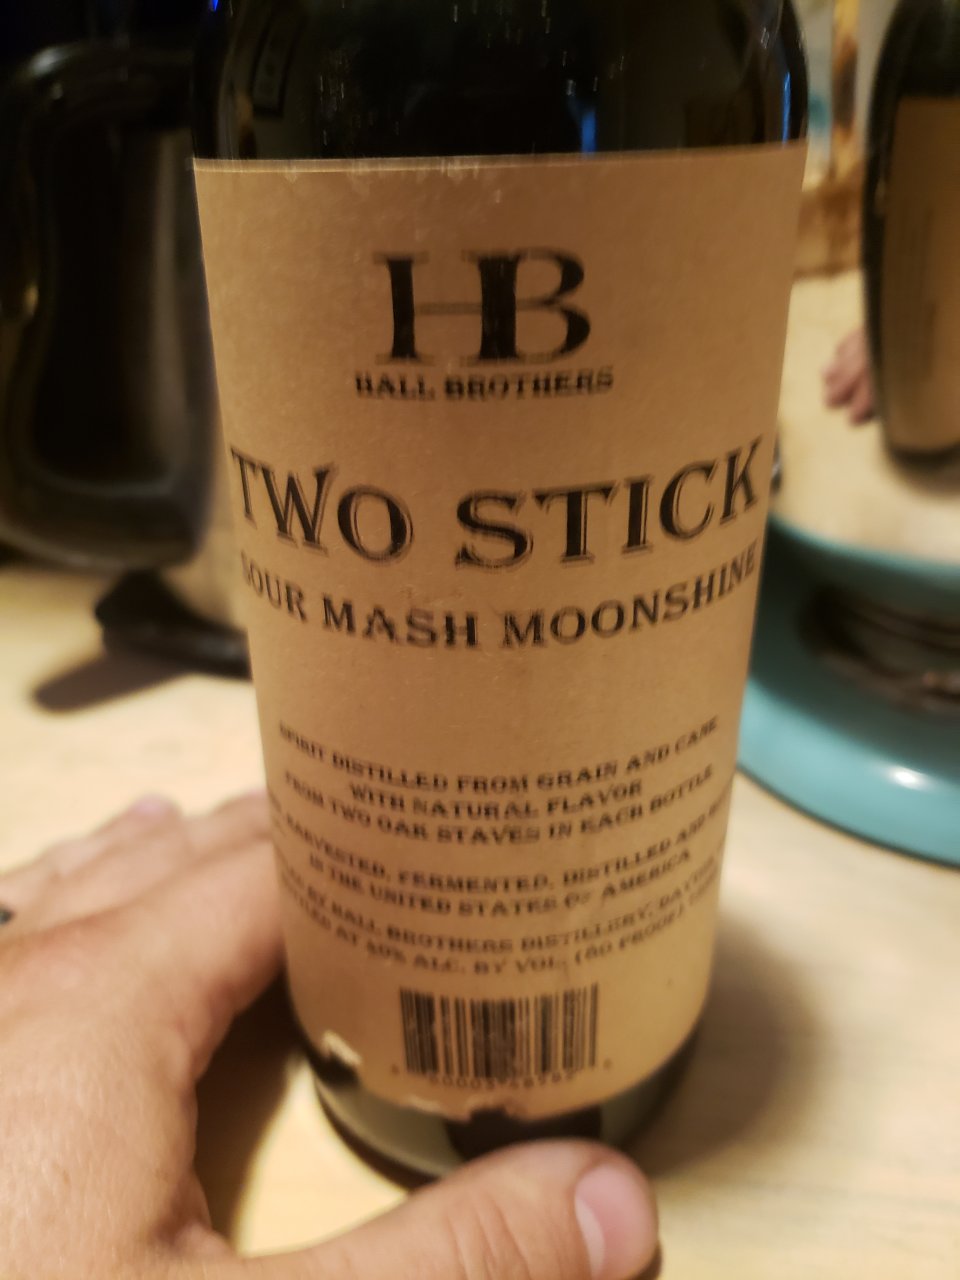 HB
HALL BROTHERS
TWO STICK
SOUR MASH MOONSHINE
SPIRIT DISTILLED FROM GRAIN AND CANE
WITH NATURAL FLAVOR
FROM TWO OAK STAVES IN EACH BOTTLE
HARVESTED, FERMENTED, DISTILLED AND
IN THE UNITED STATES OF AMERICA
BY HALL BROTHERS DISTILLERY,
AT 40% ALC. BY VOL. (80 PROOF)